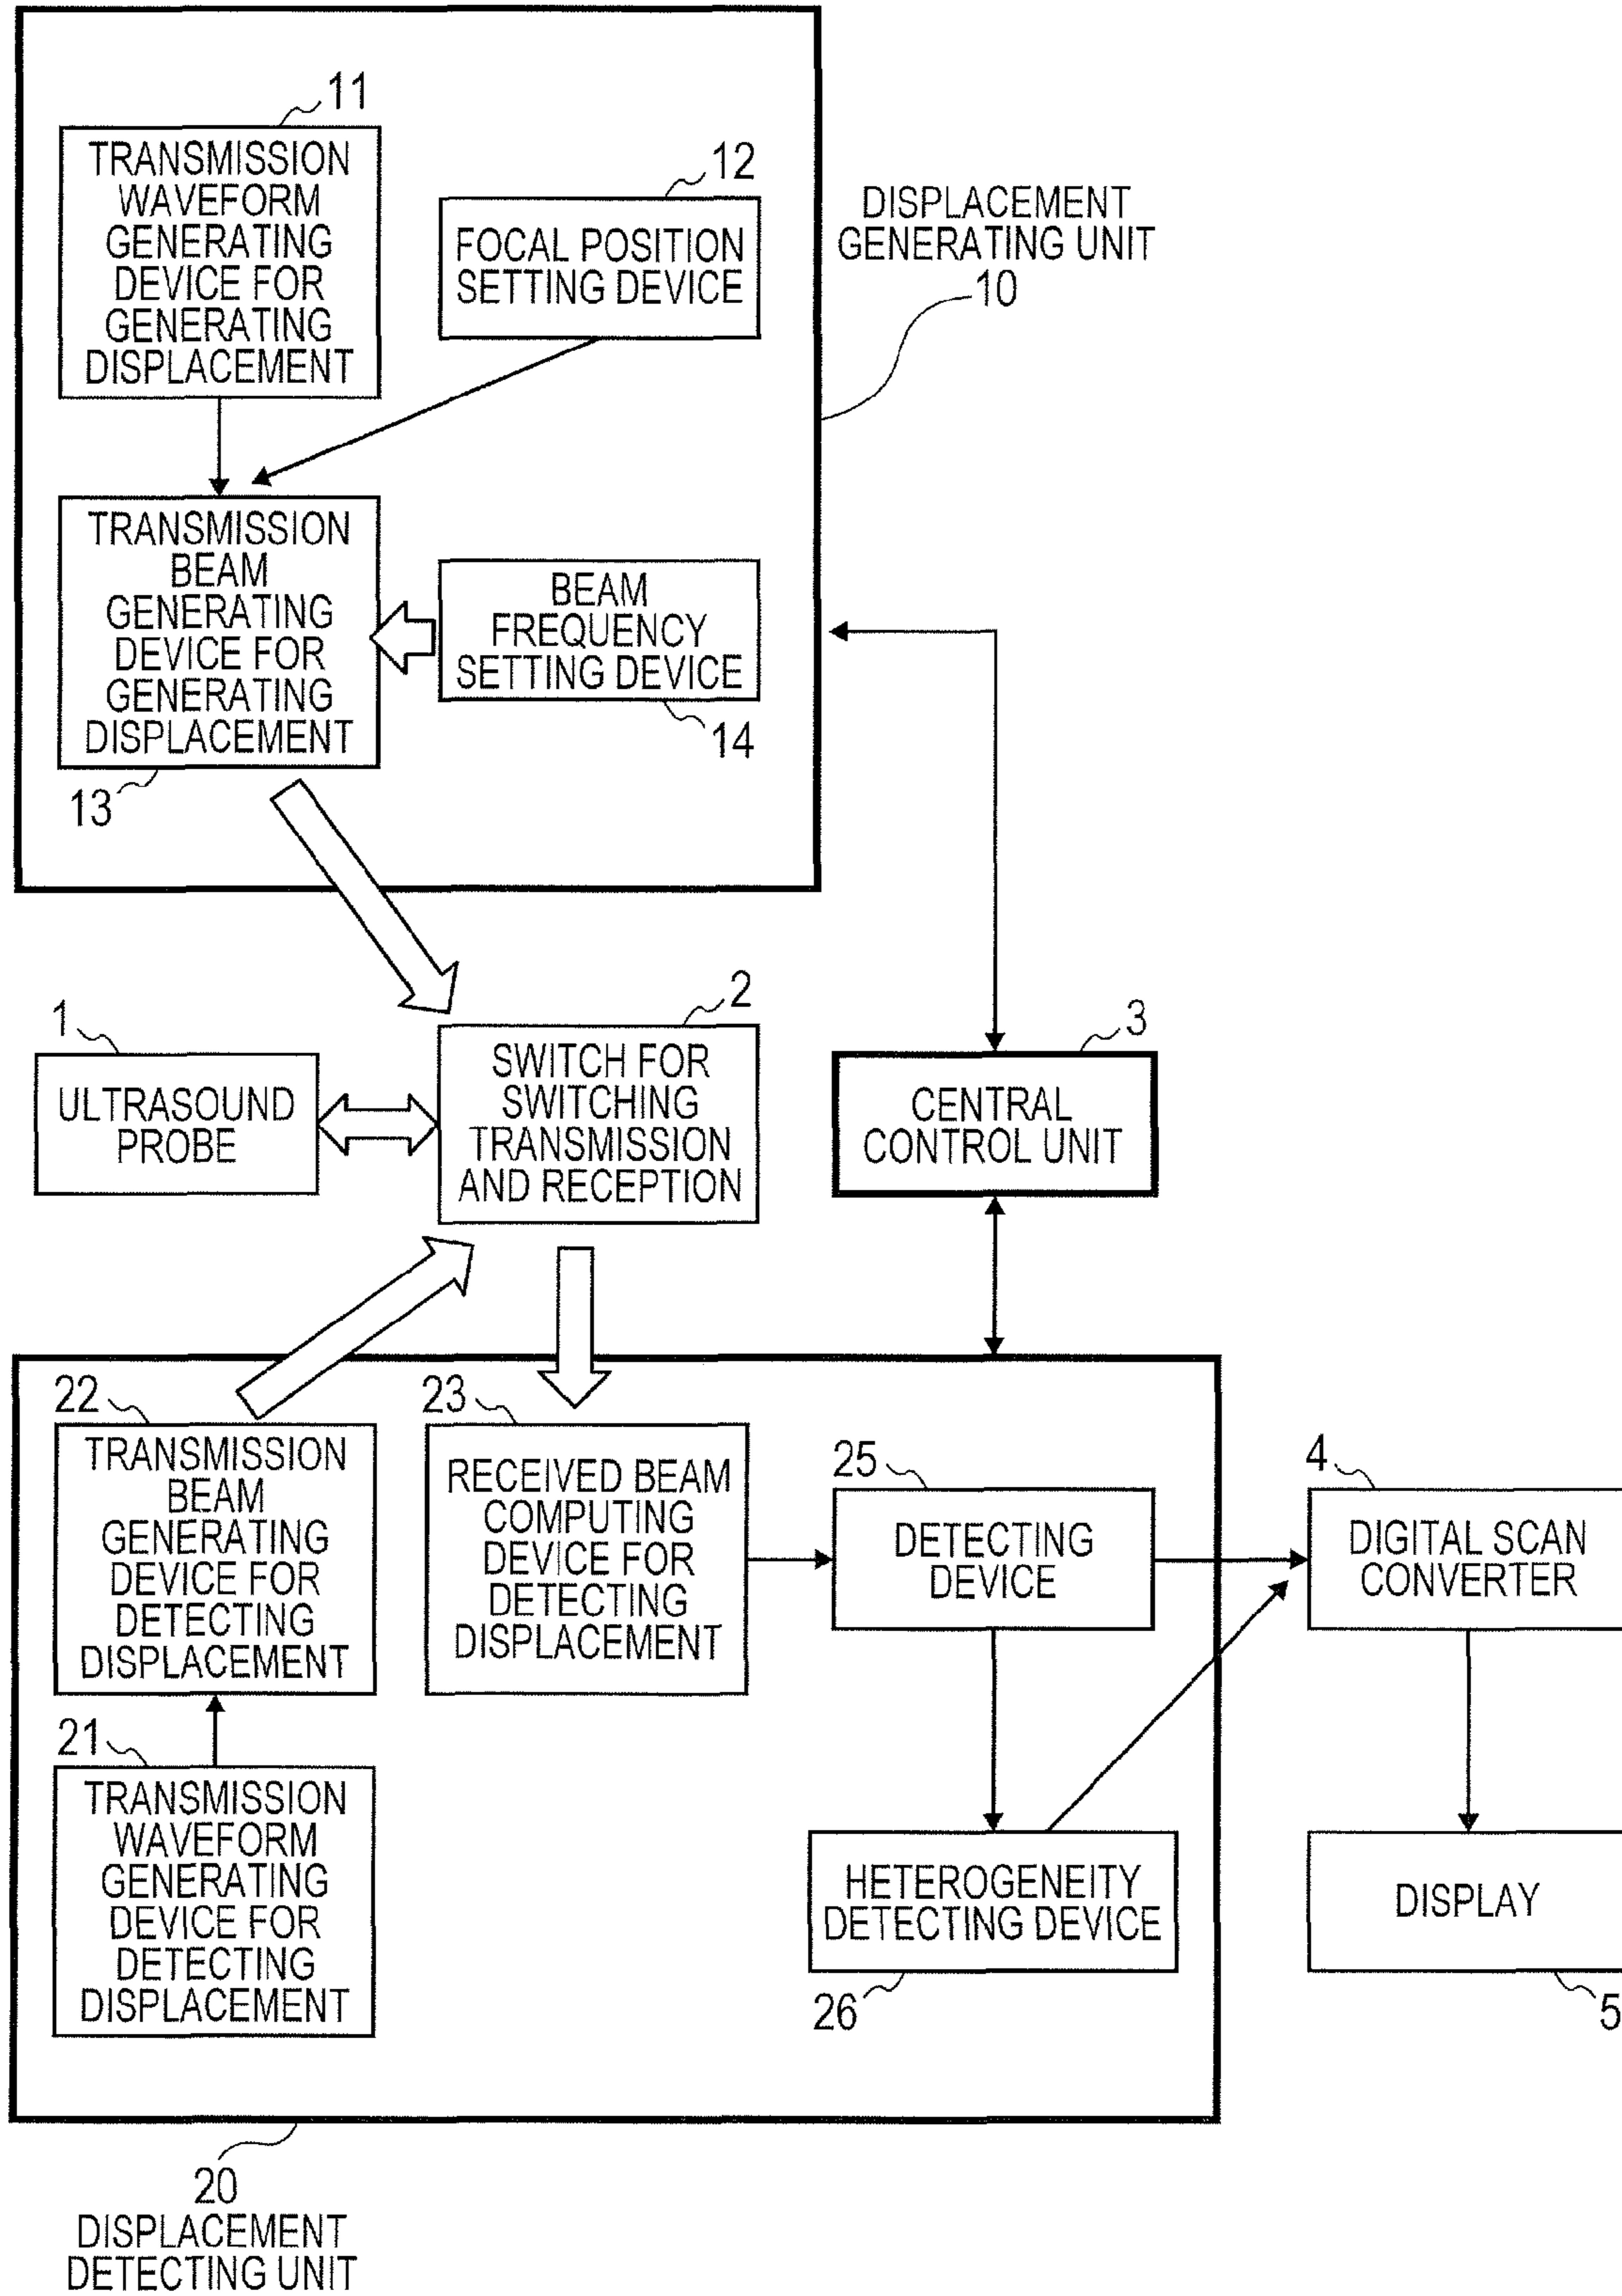 11
TRANSMISSION
WAVEFORM
GENERATING
DEVICE FOR
GENERATING
DISPLACEMENT
12
FOCAL POSITION
SETTING DEVICE
DISPLACEMENT
GENERATING UNIT
10
TRANSMISSION
BEAM
GENERATING
DEVICE FOR
GENERATING
DISPLACEMENT
13
BEAM
FREQUENCY
SETTING DEVICE
14
1
ULTRASOUND
PROBE
2
SWITCH FOR
SWITCHING
TRANSMISSION
AND RECEPTION
3
CENTRAL
CONTROL UNIT
22
TRANSMISSION
BEAM
GENERATING
DEVICE FOR
DETECTING
DISPLACEMENT
23
RECEIVED BEAM
COMPUTING
DEVICE FOR
DETECTING
DISPLACEMENT
25
DETECTING
DEVICE
4
DIGITAL SCAN
CONVERTER
21
TRANSMISSION
WAVEFORM
GENERATING
DEVICE FOR
DETECTING
DISPLACEMENT
HETEROGENEITY
DETECTING DEVICE
26
DISPLAY
5
20
DISPLACEMENT
DETECTING UNIT